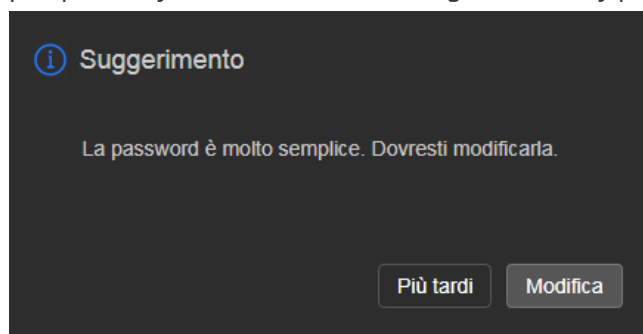 Suggerimento
La password è molto semplice. Dovresti modificarla.
Più tardi Modifica